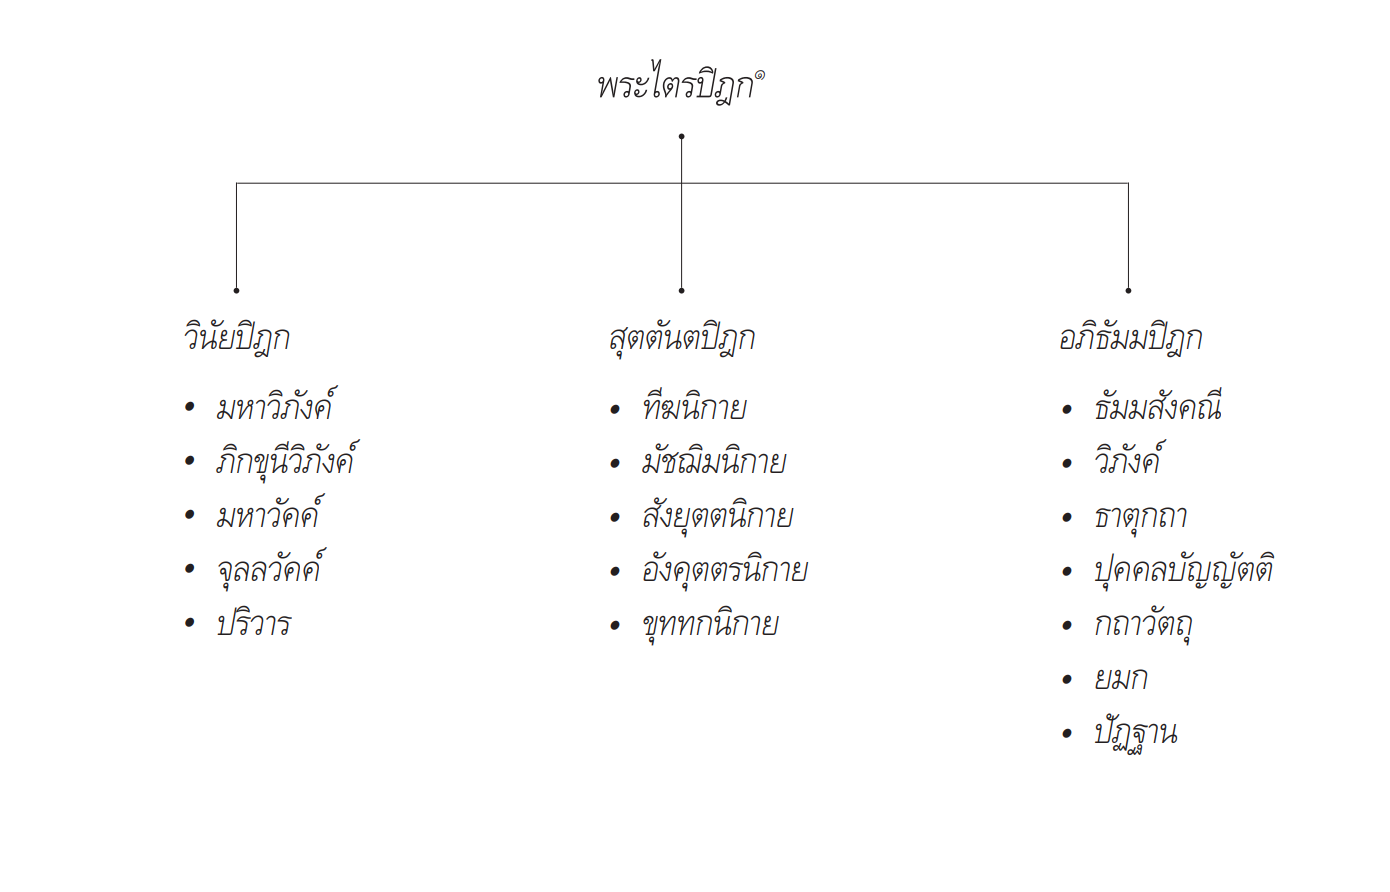 พระไตรปิฎก๑
วินัยปิฎก
• มหาวิภังค์
• ภิกขุนีวิภังค์
• มหาวัคค์
• จุลลวัคค์
• ปริวาร
สุตตันตปิฎก
• ทีฆนิกาย
• มัชฌิมนิกาย
• สังยุตตนิกาย
• อังคุตตรนิกาย
• ขุททกนิกาย
อภิธัมมปิฎก
• ธัมมสังคณี
• วิภังค์
• ธาตุกถา
• ปุคคลบัญญัตติ
• กถาวัตถุ
• ยมก
• ปัฏฐาน